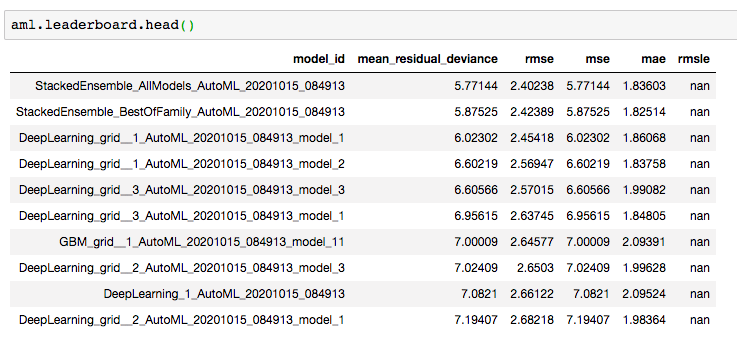 aml.leaderboard.head()
model_id mean_residual_deviance rmse mse mae rmsle
StackedEnsemble_AllModels_AutoML_20201015_084913 5.77144 2.40238 5.77144 1.83603 nan
StackedEnsemble_BestOfFamily_AutoML_20201015_084913 5.87525 2.42389 5.87525 1.82514 nan
DeepLearning_grid__1_AutoML_20201015_084913_model_1 6.02302 2.45418 6.02302 1.86068 nan
DeepLearning_grid__1_AutoML_20201015_084913_model_2 6.60219 2.56947 6.60219 1.83758 nan
DeepLearning_grid__3_AutoML_20201015_084913_model_3 6.60566 2.57015 6.60566 1.99082 nan
DeepLearning_grid__3_AutoML_20201015_084913_model_1 6.95615 2.63745 6.95615 1.84805 nan
GBM_grid__1_AutoML_20201015_084913_model_11 7.00009 2.64577 7.00009 2.09391 nan
DeepLearning_grid__2_AutoML_20201015_084913_model_3 7.02409 2.6503 7.02409 1.99628 nan
DeepLearning_1_AutoML_20201015_084913 7.0821 2.66122 7.0821 2.09524 nan
DeepLearning_grid__2_AutoML_20201015_084913_model_1 7.19407 2.68218 7.19407 1.98364 nan